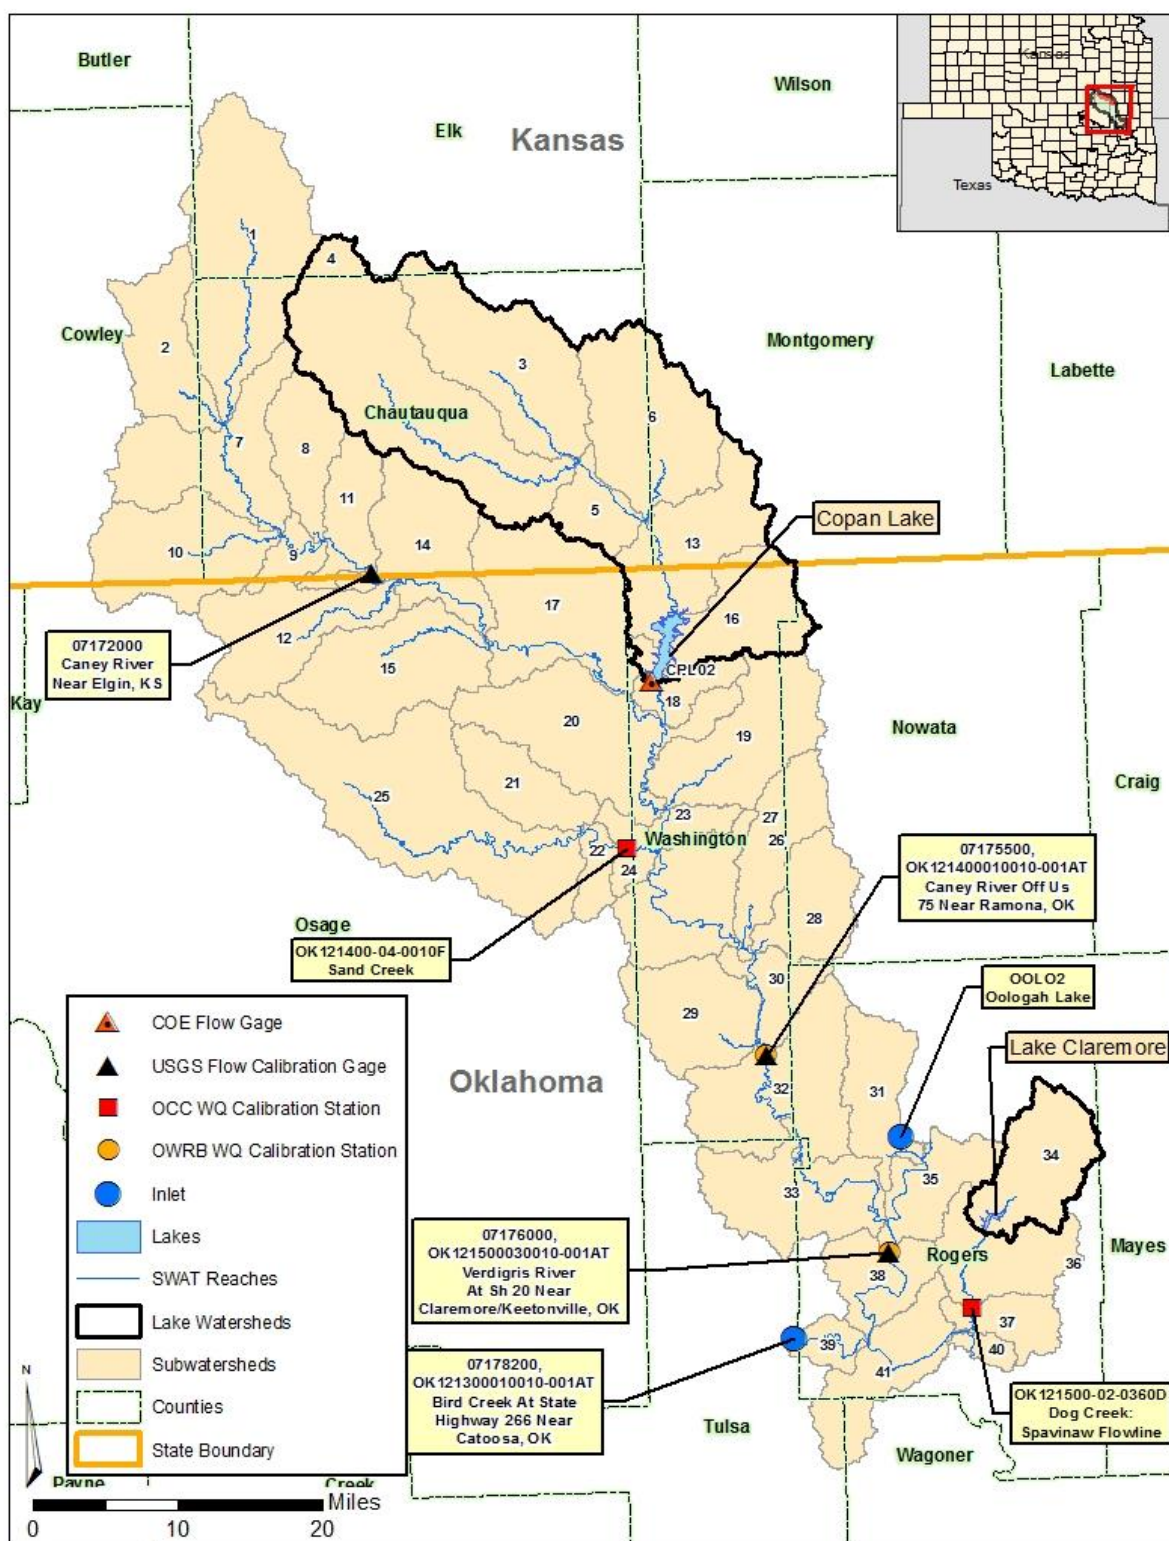 Butler
Wilson
Elk
Kansas
Kansas
Texas
1
4
Cowley
2
3
Montgomery
Labette
Chautauqua
6
7
8
11
5
Copan Lake
10
9
14
13
17
16
12
15
07172000
Caney River
Near Elgin, KS
CPL02
Kay
18
20
19
Nowata
21
Craig
25
23
27
Washington
26
22
24
07175500,
OK121400010010-001AT
Caney River Off Us
75 Near Ramona, OK
28
Osage
OK121400-04-0010F
Sand Creek
30
OOLO2
Oologah Lake
29
Lake Claremore
Oklahoma
32
31
34
35
33
07176000,
OK121500030010-001AT
Verdigris River
At Sh 20 Near
Claremore/Keetonville, OK
Rogers
Mayes
36
38
37
39
40
41
07178200,
OK121300010010-001AT
Bird Creek At State
Highway 266 Near
Catoosa, OK
OK121500-02-0360D
Dog Creek:
Spavinaw Flowline
Tulsa
Wagoner
COE Flow Gage
USGS Flow Calibration Gage
OCC WQ Calibration Station
OWRB WQ Calibration Station
Inlet
Lakes
SWAT Reaches
Lake Watersheds
Subwatersheds
Counties
State Boundary
N
Payne
Creek
Miles
0 10 20